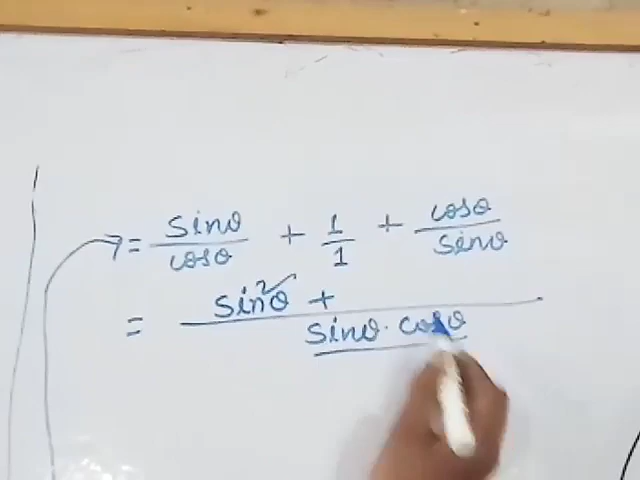 = sinθ/cosθ + 1/1 + cosθ/sinθ
= sin²θ + / sinθ · cosθ